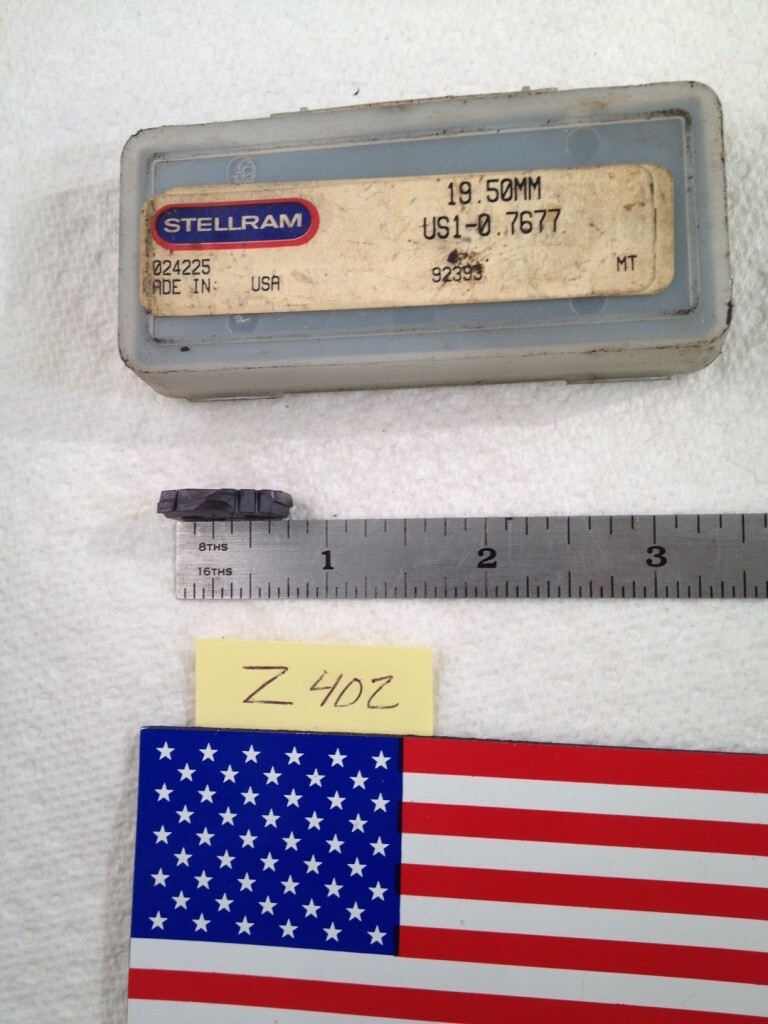 19.50MM
STELLRAM
US1-0.7677
024225
92393
MT
ADE IN: USA
8THS
16THS
1 2 3
Z 402